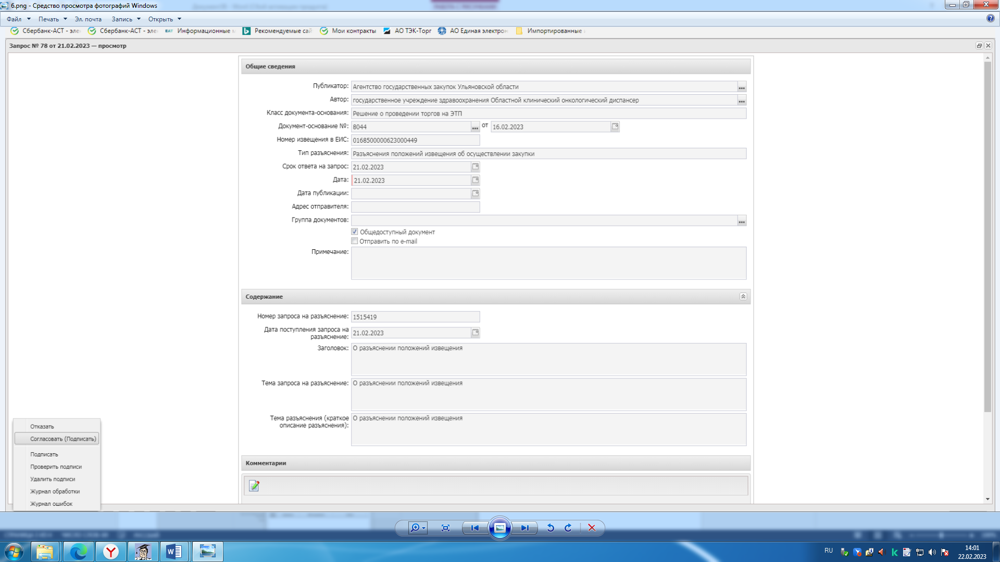 6.png - Средство просмотра фотографий Windows
Файл Печать Эл. почта Запись Открыть
Сбербанк-АСТ - эле Сбербанк-АСТ - эле ЕАТ Информационные Рекомендуемые сай Мои контракты АО ТЭК-Торг АО Единая электрон Импортированные
Запрос № 78 от 21.02.2023 — просмотр
Общие сведения
Публикатор: Агентство государственных закупок Ульяновской области
Автор: государственное учреждение здравоохранения Областной клинический онкологический диспансер
Класс документа-основания: Решение о проведении торгов на ЭТП
Документ-основание №: 8044 от 16.02.2023
Номер извещения в ЕИС: 0168500000623000449
Тип разъяснения: Разъяснения положений извещения об осуществлении закупки
Срок ответа на запрос: 21.02.2023
Дата: 21.02.2023
Дата публикации:
Адрес отправителя:
Группа документов:
Общедоступный документ
Отправить по e-mail
Примечание:
Содержание
Номер запроса на разъяснение: 1515419
Дата поступления запроса на
разъяснение: 21.02.2023
Заголовок: О разъяснении положений извещения
Тема запроса на разъяснение: О разъяснении положений извещения
Тема разъяснения (краткое
описание разъяснения): О разъяснении положений извещения
Комментарии
Отказать
Согласовать (Подписать)
Подписать
Проверить подписи
Удалить подписи
Журнал обработки
Журнал ошибок
RU
14:01
22.02.2023